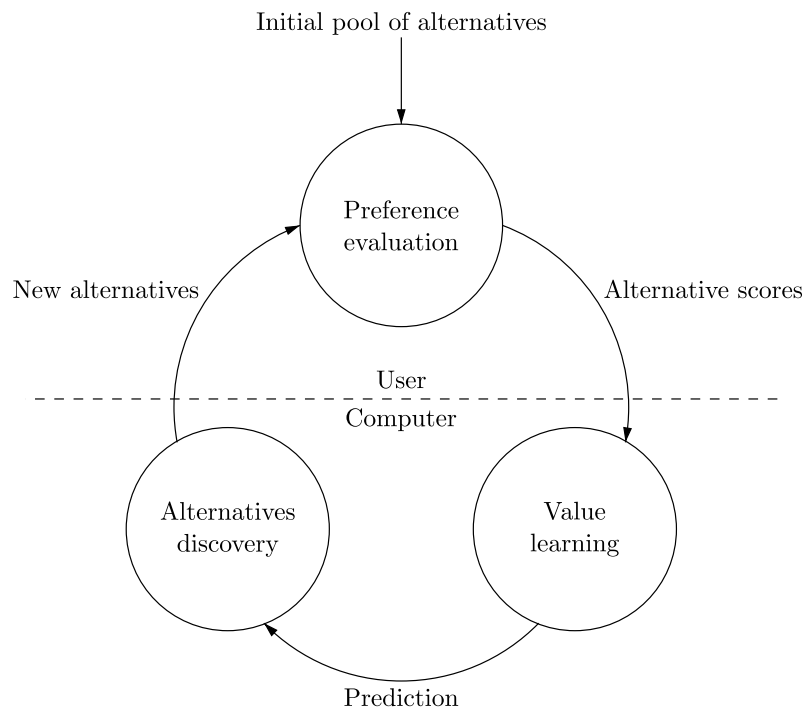 Initial pool of alternatives
Preference
evaluation
New alternatives
Alternative scores
User
Computer
Alternatives
discovery
Value
learning
Prediction